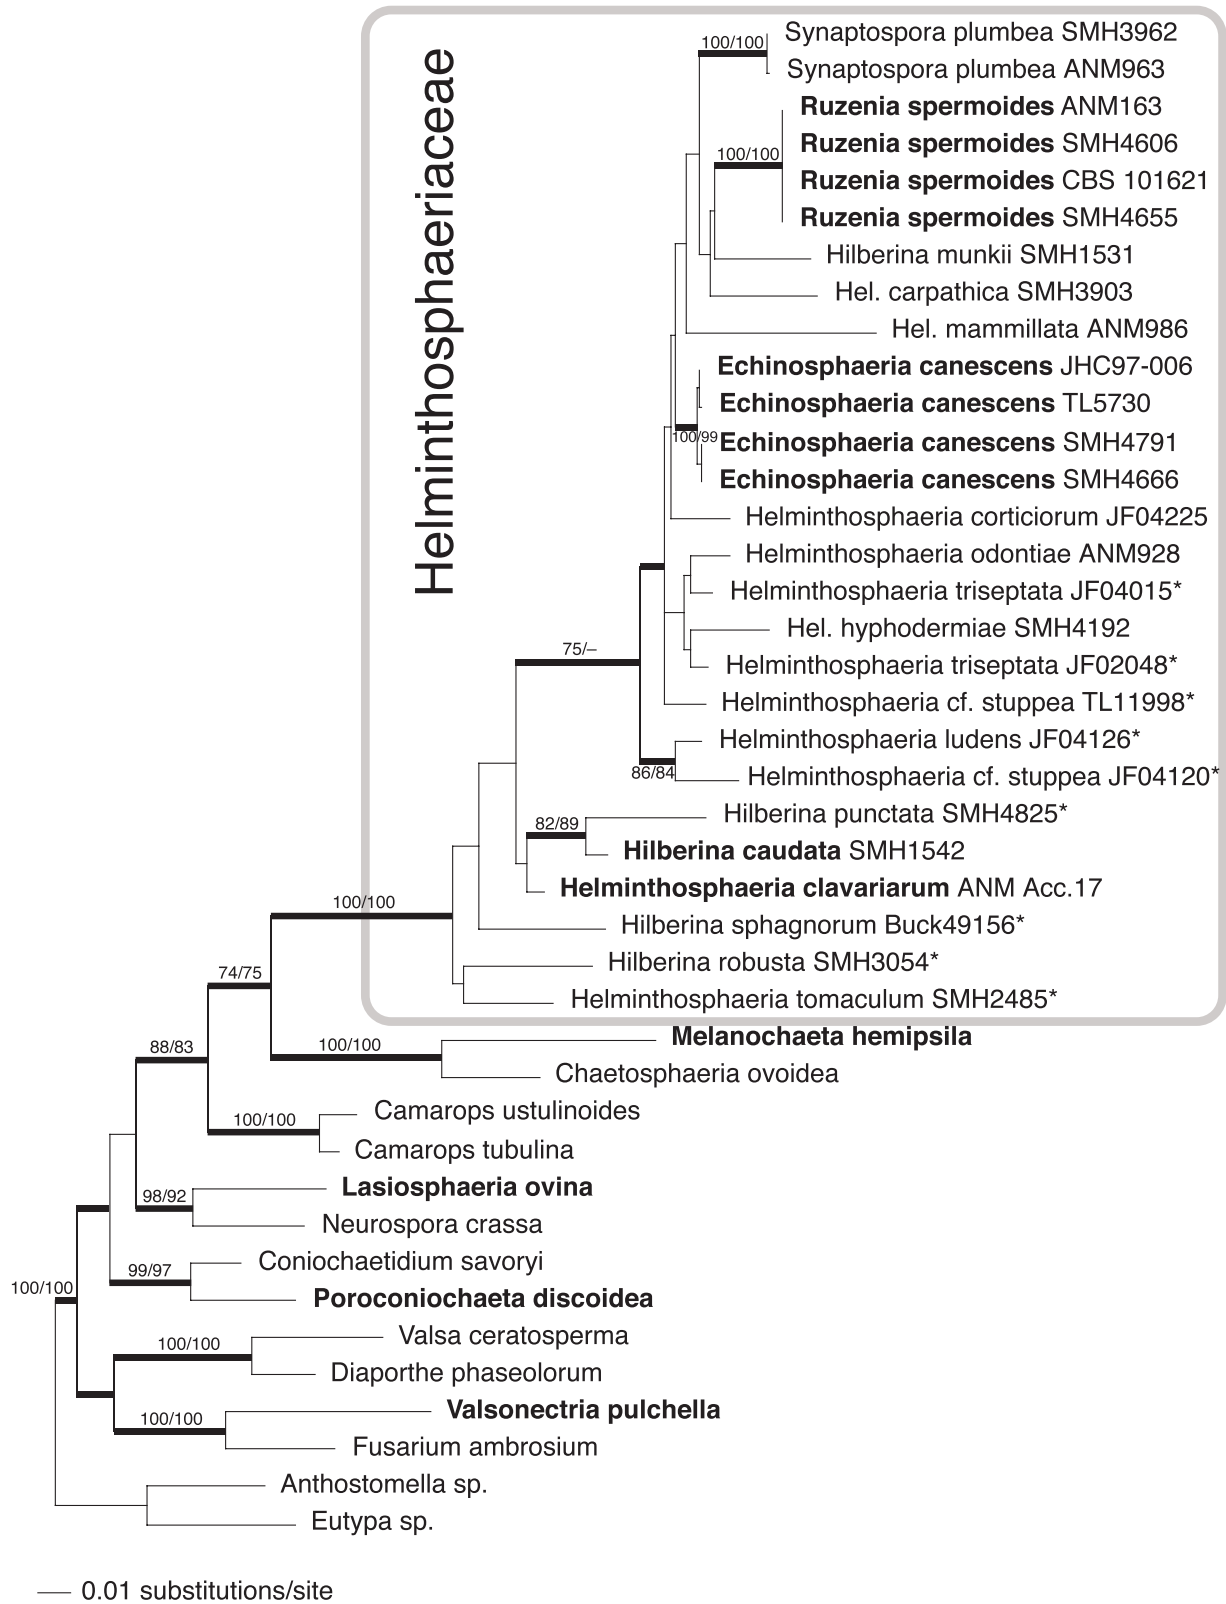 Helminthosphaeriaceae
100/100
Synaptospora plumbea SMH3962
Synaptospora plumbea ANM963
Ruzenia spermoides ANM163
Ruzenia spermoides SMH4606
100/100
Ruzenia spermoides CBS 101621
Ruzenia spermoides SMH4655
Hilberina munkii SMH1531
Hel. carpathica SMH3903
Hel. mammillata ANM986
Echinosphaeria canescens JHC97-006
Echinosphaeria canescens TL5730
100/99
Echinosphaeria canescens SMH4791
Echinosphaeria canescens SMH4666
Helminthosphaeria corticiorum JF04225
Helminthosphaeria odontiae ANM928
Helminthosphaeria triseptata JF04015*
Hel. hyphodermiae SMH4192
75/–
Helminthosphaeria triseptata JF02048*
Helminthosphaeria cf. stuppea TL11998*
Helminthosphaeria ludens JF04126*
86/84
Helminthosphaeria cf. stuppea JF04120*
Hilberina punctata SMH4825*
82/89
Hilberina caudata SMH1542
Helminthosphaeria clavariarum ANM Acc.17
100/100
Hilberina sphagnorum Buck49156*
Hilberina robusta SMH3054*
74/75
Helminthosphaeria tomaculum SMH2485*
Melanochaeta hemipsila
100/100
88/83
Chaetosphaeria ovoidea
Camarops ustulinoides
100/100
Camarops tubulina
Lasiosphaeria ovina
98/92
Neurospora crassa
Coniochaetidium savoryi
99/97
100/100
Poroconiochaeta discoidea
Valsa ceratosperma
100/100
Diaporthe phaseolorum
Valsonectria pulchella
100/100
Fusarium ambrosium
Anthostomella sp.
Eutypa sp.
0.01 substitutions/site